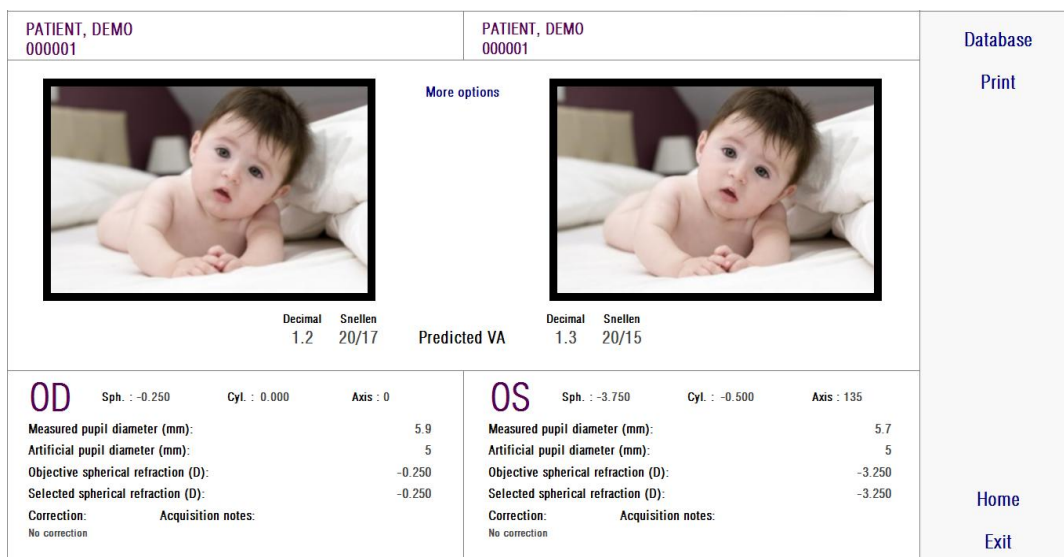 PATIENT, DEMO
000001
PATIENT, DEMO
000001
Database
Print
More options
Decimal Snellen
1.2 20/17
Predicted VA
Decimal Snellen
1.3 20/15
OD Sph. : -0.250 Cyl. : 0.000 Axis : 0
Measured pupil diameter (mm): 5.9
Artificial pupil diameter (mm): 5
Objective spherical refraction (D): -0.250
Selected spherical refraction (D): -0.250
Correction: Acquisition notes:
No correction
OS Sph. : -3.750 Cyl. : -0.500 Axis : 135
Measured pupil diameter (mm): 5.7
Artificial pupil diameter (mm): 5
Objective spherical refraction (D): -3.250
Selected spherical refraction (D): -3.250
Correction: Acquisition notes:
No correction
Home
Exit